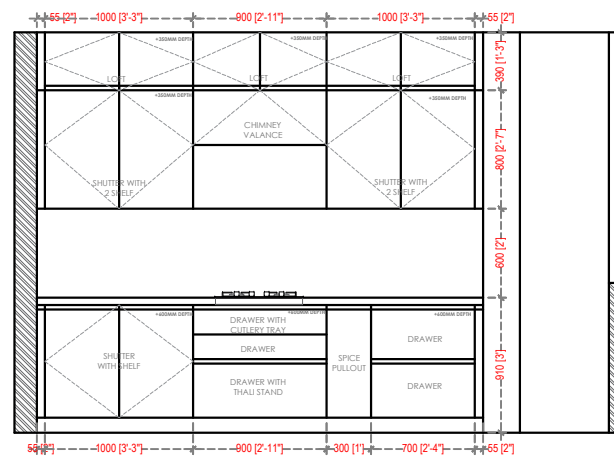 55 [2"] 1000 [3'-3"] 900 [2'-11"] 1000 [3'-3"] 55 [2"]
+350MM DEPTH +350MM DEPTH +350MM DEPTH
LOFT LOFT LOFT
390 [1'-3"]
+350MM DEPTH +350MM DEPTH
CHIMNEY
VALANCE
800 [2'-7"]
SHUTTER WITH
2 SHELF
SHUTTER WITH
2 SHELF
600 [2"]
+600MM DEPTH +600MM DEPTH +600MM DEPTH
DRAWER WITH
CUTLERY TRAY
DRAWER
DRAWER
SHUTTER
WITH SHELF
SPICE
PULLOUT
910 [3"]
DRAWER WITH
THALI STAND
DRAWER
55 [2"] 1000 [3'-3"] 900 [2'-11"] 300 [1'] 700 [2'-4"] 55 [2"]